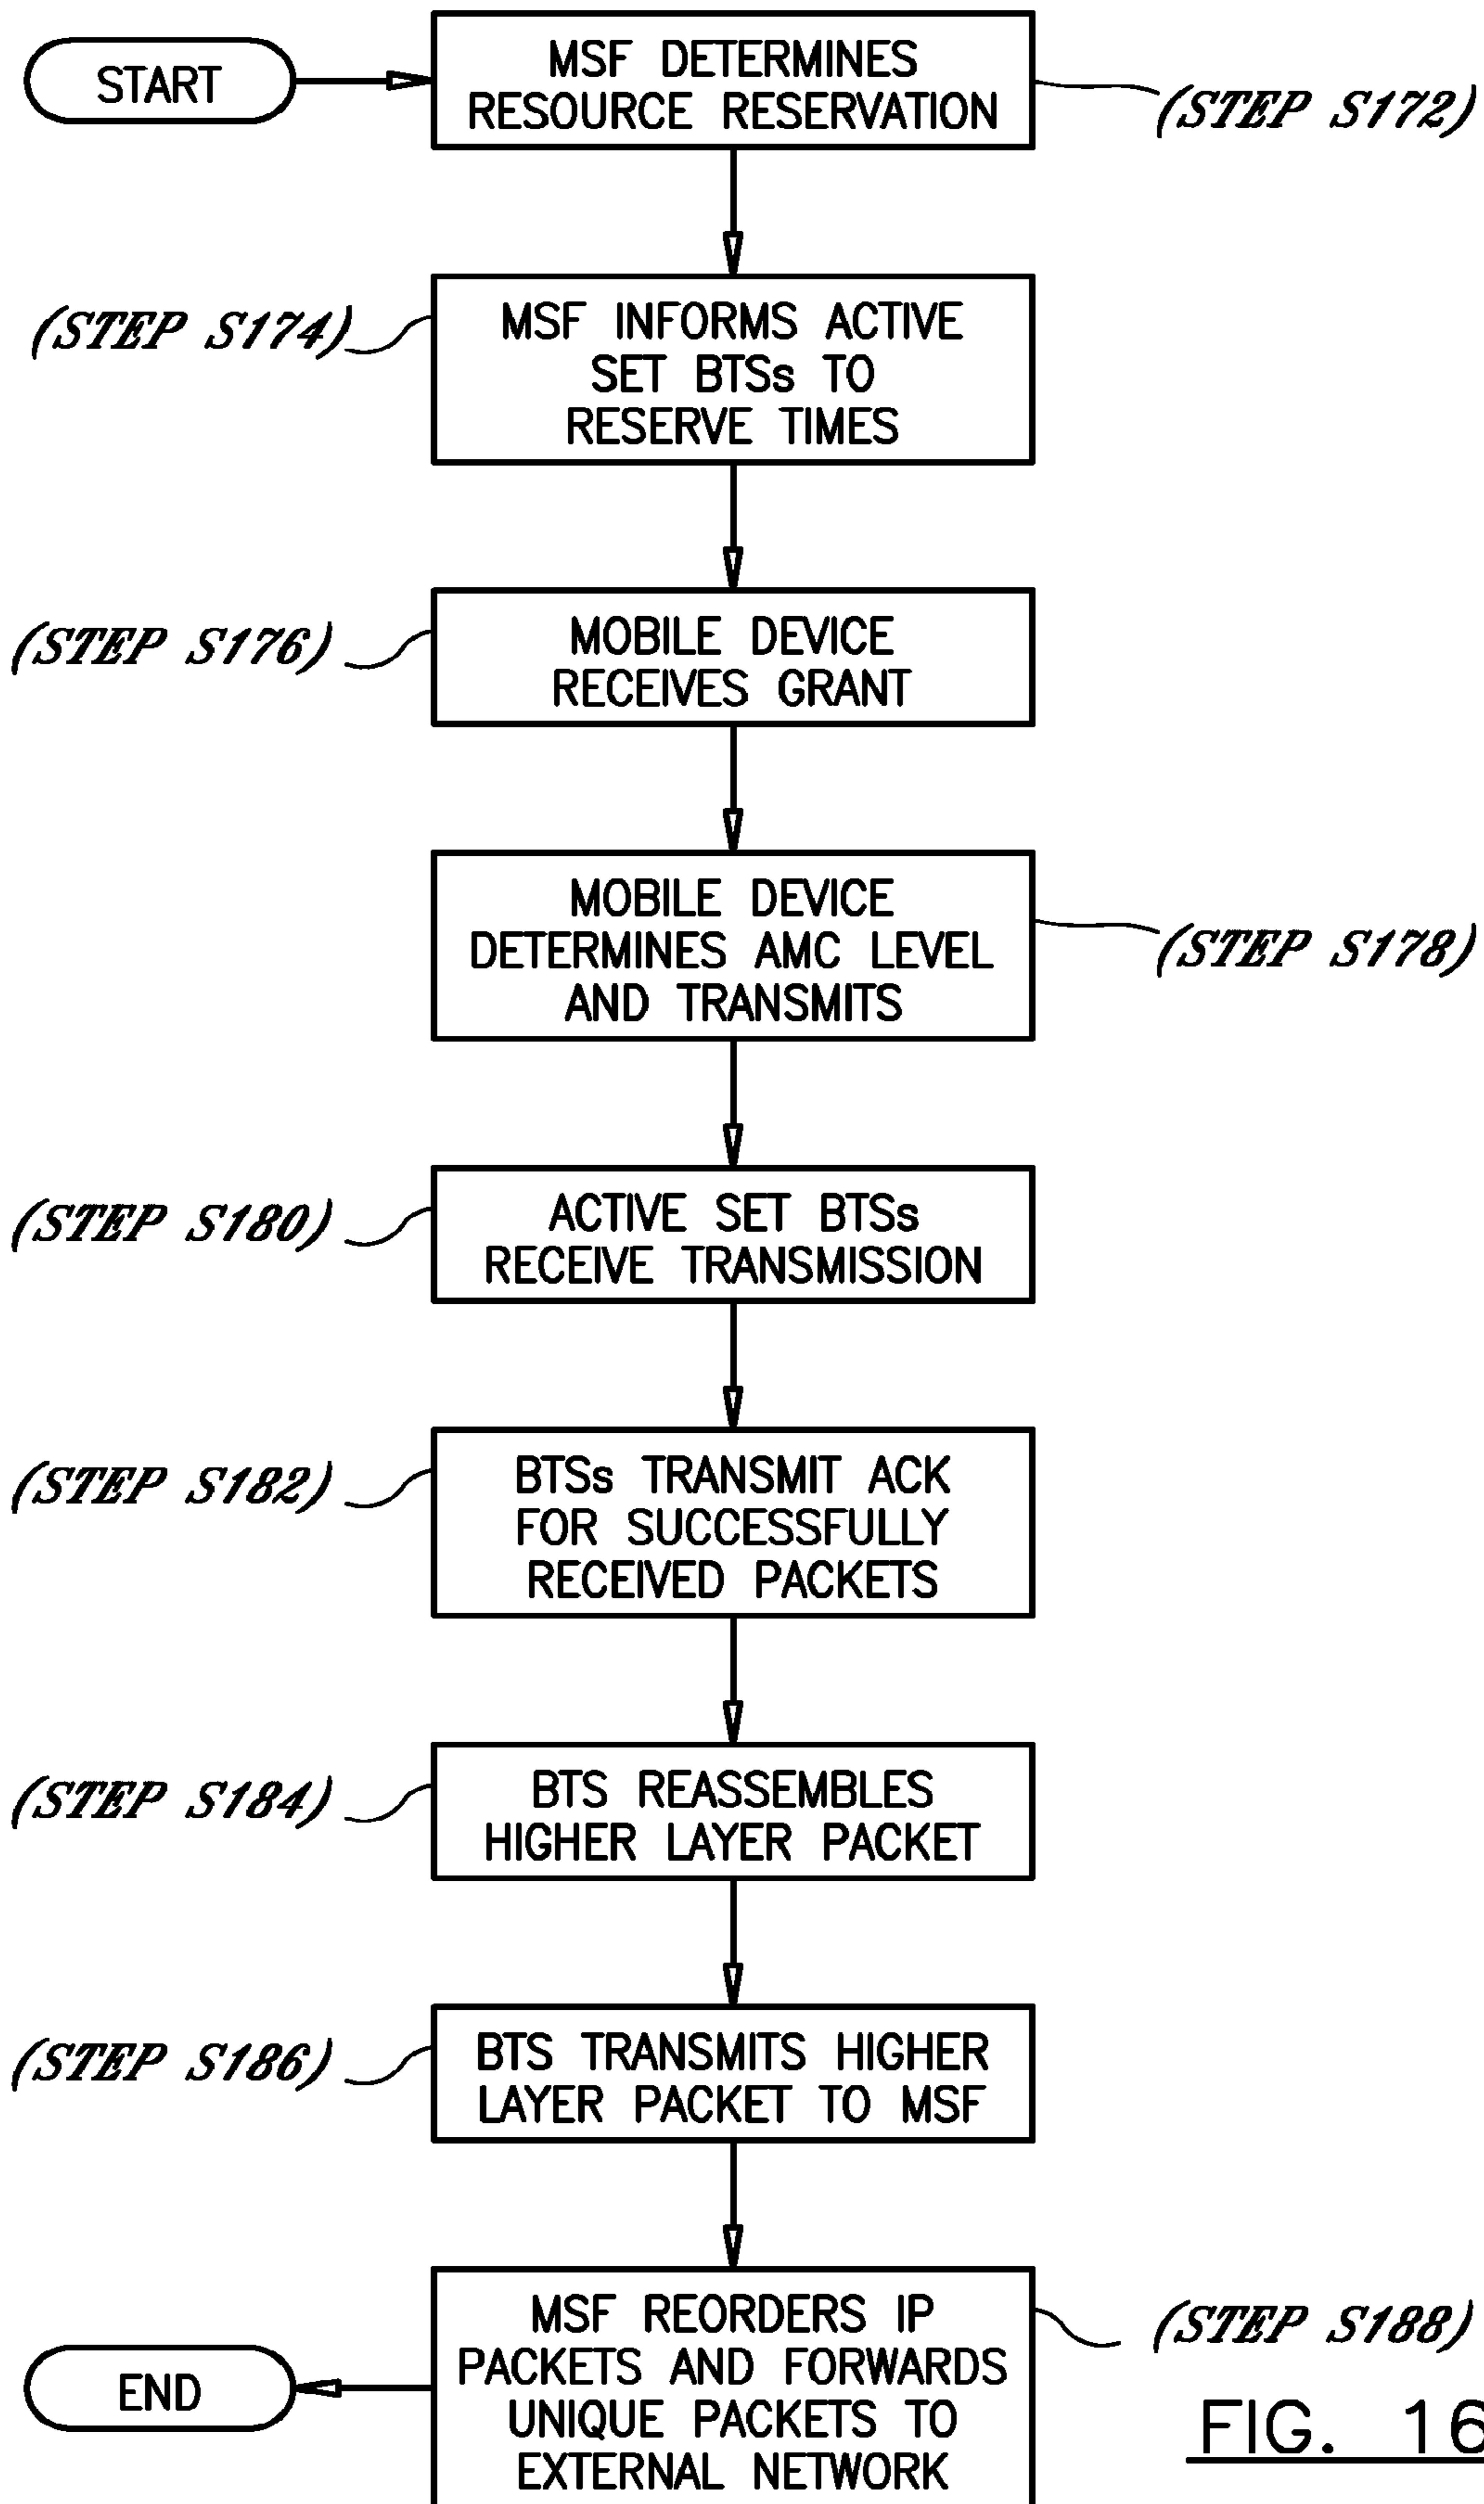 START
MSF DETERMINES
RESOURCE RESERVATION
(STEP S172)
(STEP S174)
MSF INFORMS ACTIVE
SET BTSs TO
RESERVE TIMES
(STEP S176)
MOBILE DEVICE
RECEIVES GRANT
MOBILE DEVICE
DETERMINES AMC LEVEL
AND TRANSMITS
(STEP S178)
(STEP S180)
ACTIVE SET BTSs
RECEIVE TRANSMISSION
(STEP S182)
BTSs TRANSMIT ACK
FOR SUCCESSFULLY
RECEIVED PACKETS
(STEP S184)
BTS REASSEMBLES
HIGHER LAYER PACKET
(STEP S186)
BTS TRANSMITS HIGHER
LAYER PACKET TO MSF
MSF REORDERS IP
PACKETS AND FORWARDS
UNIQUE PACKETS TO
EXTERNAL NETWORK
(STEP S188)
END
FIG. 16